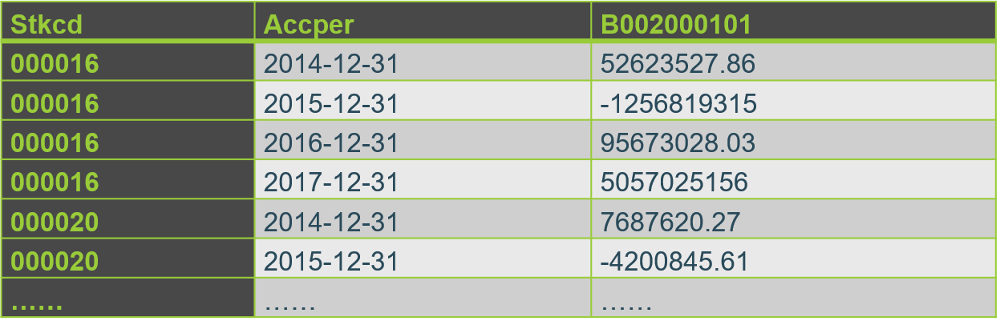 Stkcd Accper B002000101
000016 2014-12-31 52623527.86
000016 2015-12-31 -1256819315
000016 2016-12-31 95673028.03
000016 2017-12-31 5057025156
000020 2014-12-31 7687620.27
000020 2015-12-31 -4200845.61
...... ...... ......